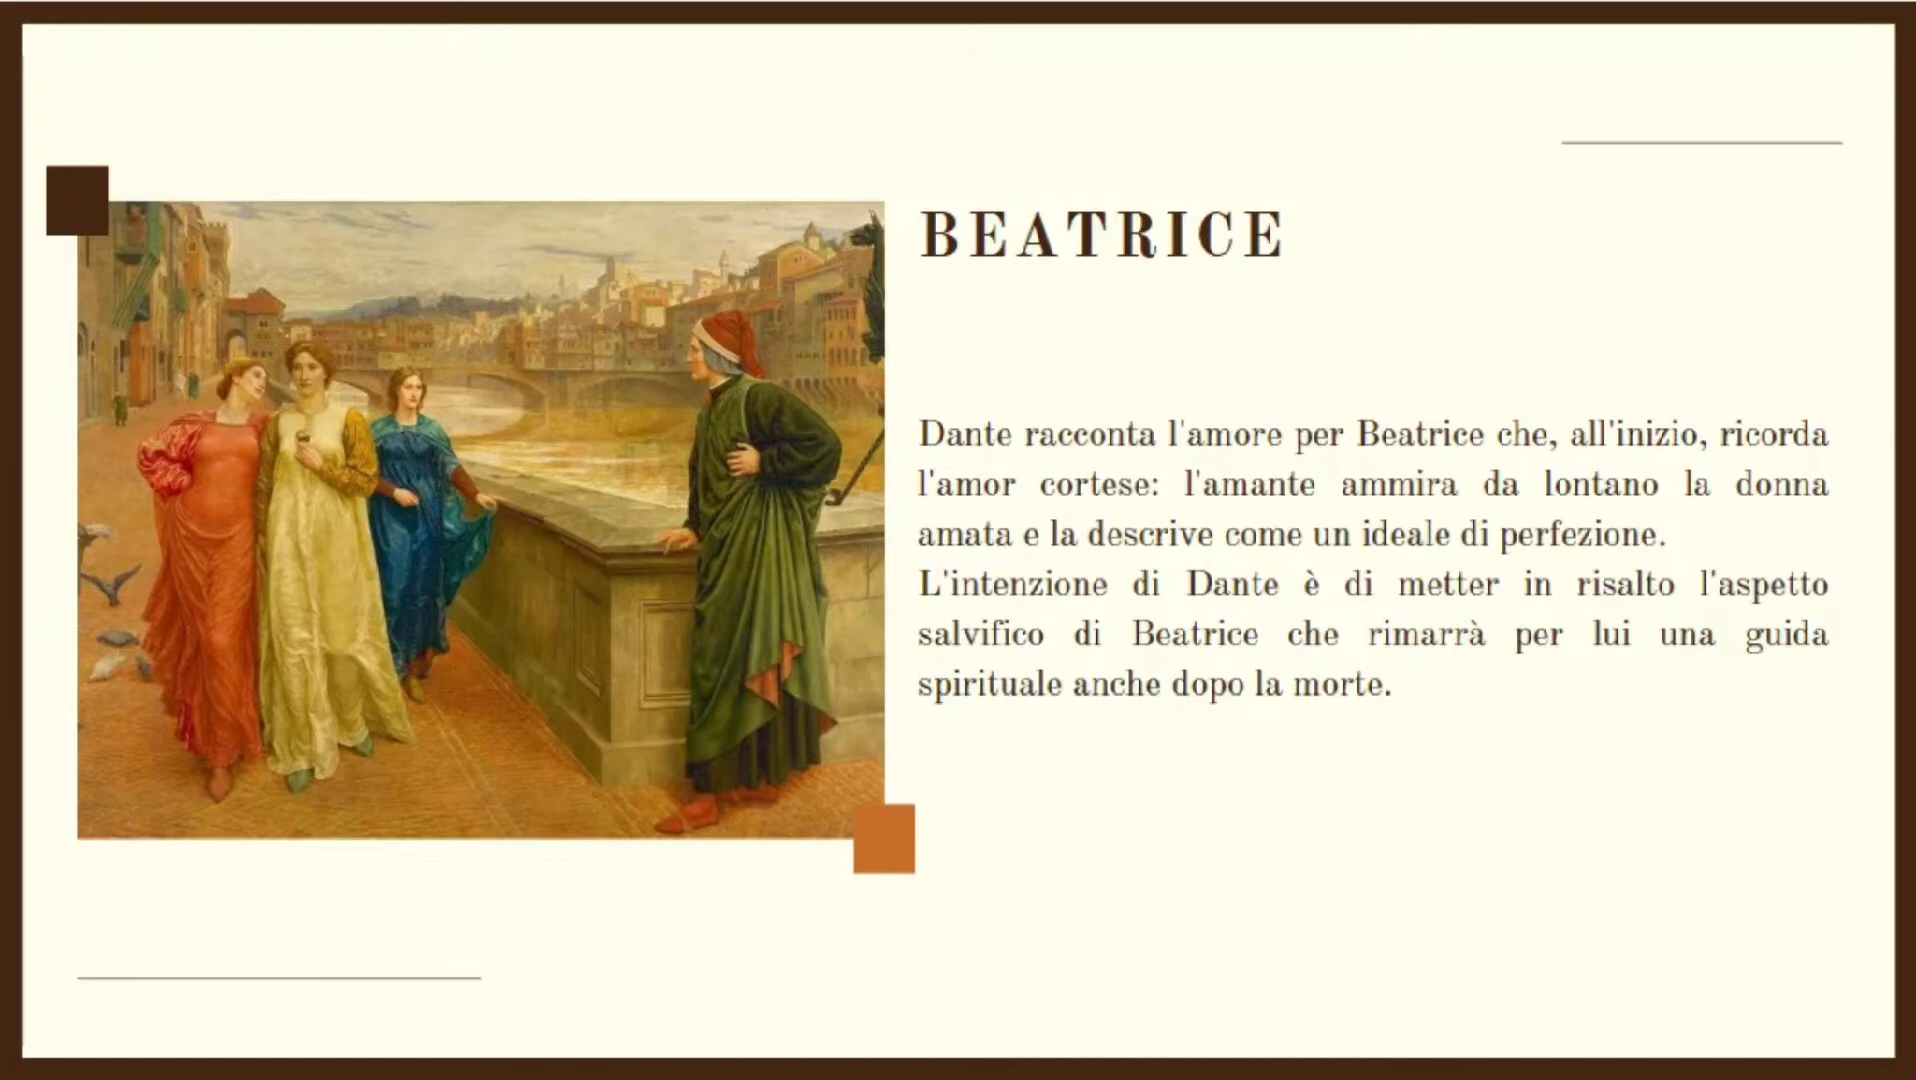 BEATRICE
Dante racconta l'amore per Beatrice che, all'inizio, ricorda
l'amor cortese: l'amante ammira da lontano la donna
amata e la descrive come un ideale di perfezione.
L'intenzione di Dante è di metter in risalto l'aspetto
salvifico di Beatrice che rimarrà per lui una guida
spirituale anche dopo la morte.